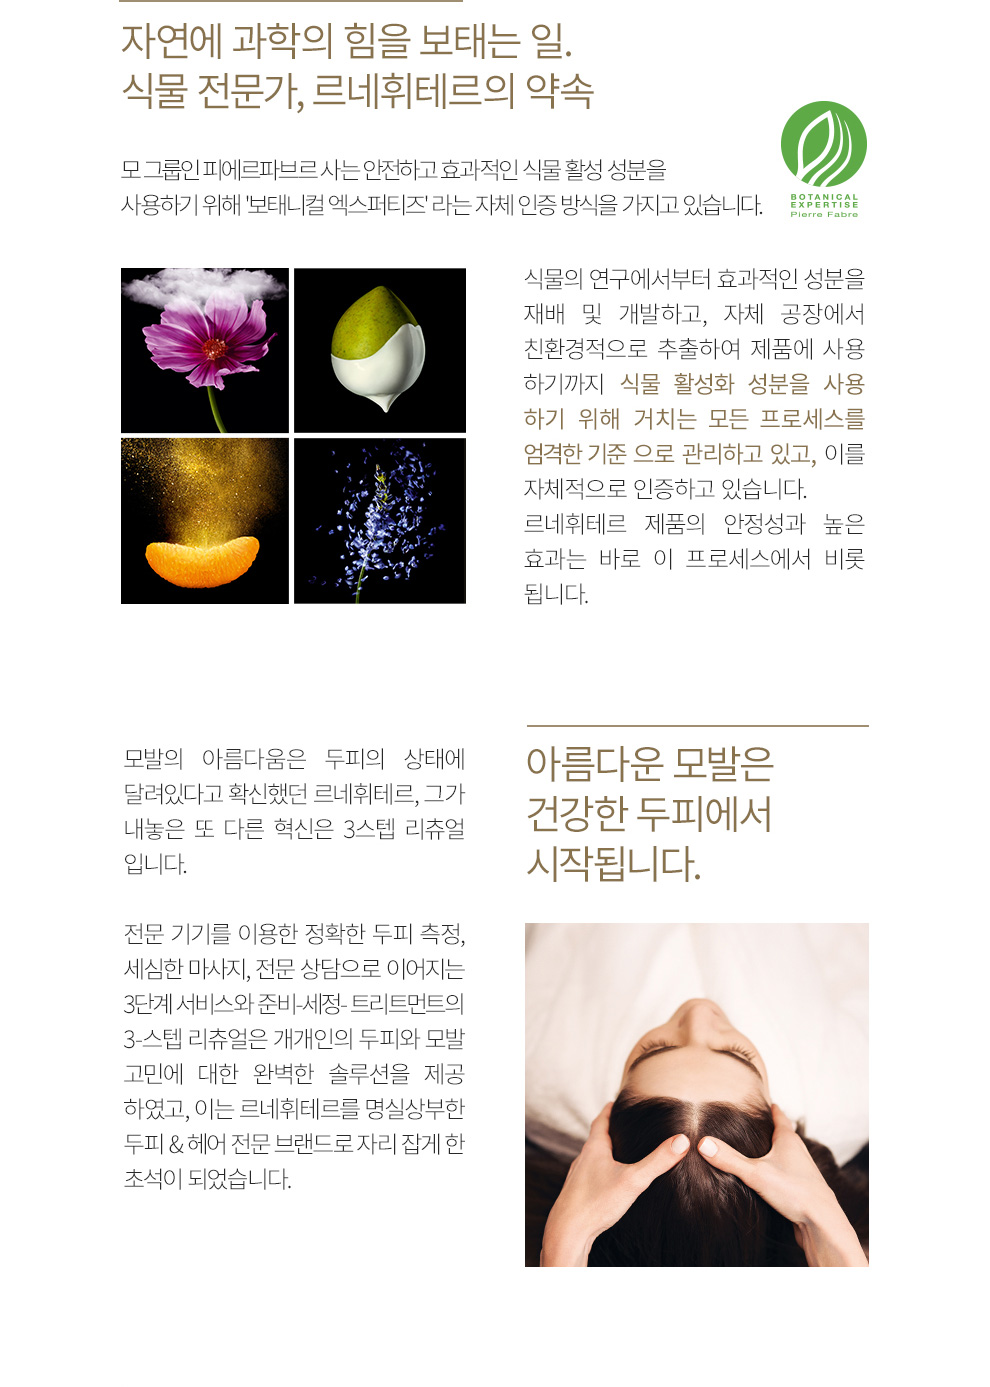 자연에 과학의 힘을 보태는 일.
식물 전문가, 르네휘테르의 약속
모 그룹인 피에르파브르 사는 안전하고 효과적인 식물 활성 성분을
사용하기 위해 '보태니컬 엑스퍼티즈' 라는 자체 인증 방식을 가지고 있습니다.
BOTANICAL
EXPERTISE
Pierre Fabre
식물의 연구에서부터 효과적인 성분을
재배 및 개발하고, 자체 공장에서
친환경적으로 추출하여 제품에 사용
하기까지 식물 활성화 성분을 사용
하기 위해 거치는 모든 프로세스를
엄격한 기준 으로 관리하고 있고, 이를
자체적으로 인증하고 있습니다.
르네휘테르 제품의 안정성과 높은
효과는 바로 이 프로세스에서 비롯
됩니다.
모발의 아름다움은 두피의 상태에
달려있다고 확신했던 르네휘테르, 그가
내놓은 또 다른 혁신은 3스텝 리츄얼
입니다.
전문 기기를 이용한 정확한 두피 측정,
세심한 마사지, 전문 상담으로 이어지는
3단계 서비스와 준비-세정- 트리트먼트의
3-스텝 리츄얼은 개개인의 두피와 모발
고민에 대한 완벽한 솔루션을 제공
하였고, 이는 르네휘테르를 명실상부한
두피 & 헤어 전문 브랜드로 자리 잡게 한
초석이 되었습니다.
아름다운 모발은
건강한 두피에서
시작됩니다.